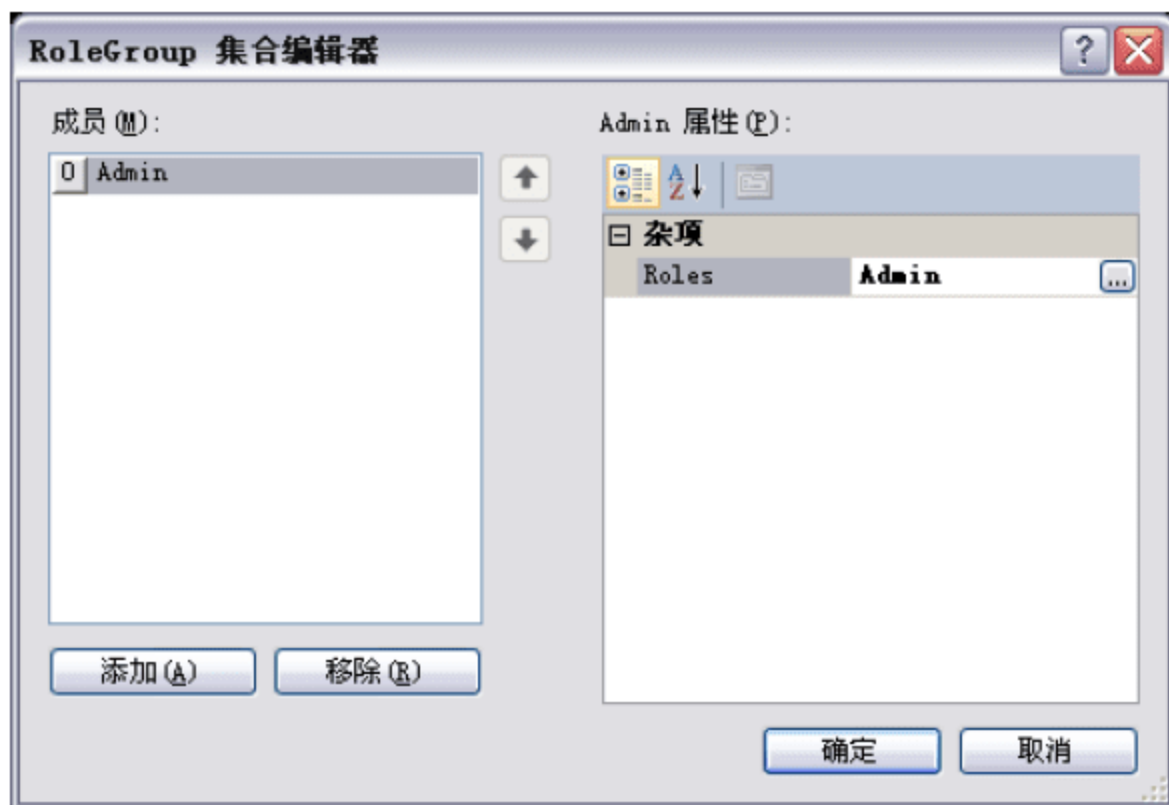 RoleGroup 集合编辑器
成员(M):
Admin 属性(P):
0 Admin
杂项
Roles Admin ...
添加(A) 移除(R)
确定 取消